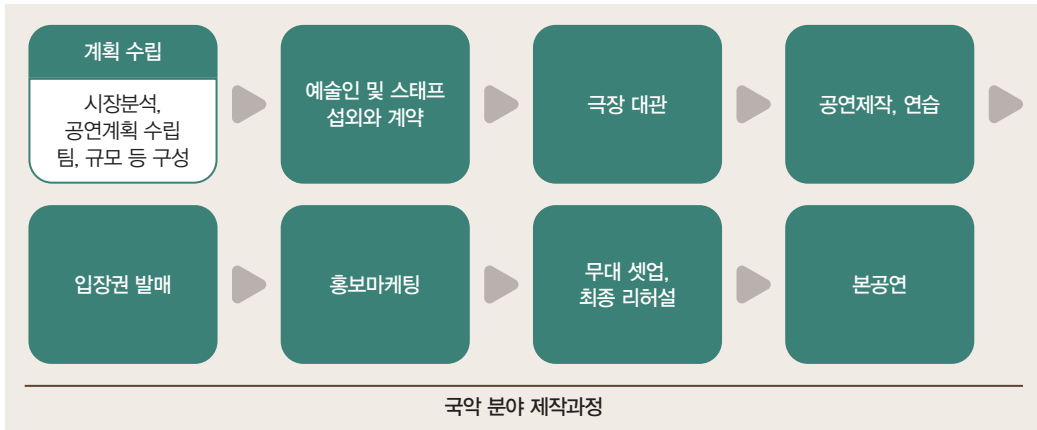 계획 수립
시장분석,
공연계획 수립
팀, 규모 등 구성
예술인 및 스태프
섭외와 계약
극장 대관
공연제작, 연습
입장권 발매
홍보마케팅
무대 셋업,
최종 리허설
본공연
국악 분야 제작과정